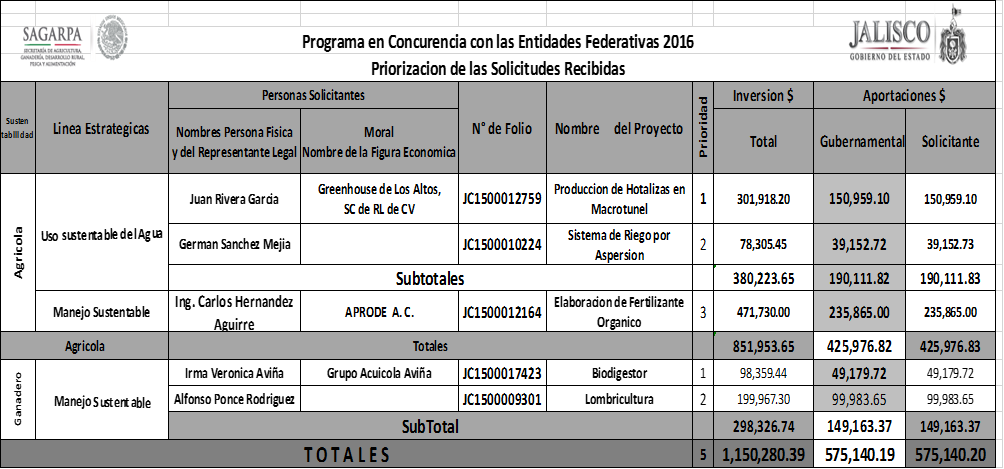 SAGARPA
SECRETARÍA DE AGRICULTURA,
GANADERÍA, DESARROLLO RURAL,
PESCA Y ALIMENTACIÓN
JALISCO
GOBIERNO DEL ESTADO
Programa en Concurencia con las Entidades Federativas 2016
Priorizacion de las Solicitudes Recibidas
Susten tabilidad Linea Estrategicas Personas Solicitantes N° de Folio Nombre del Proyecto Prioridad Inversion $ Aportaciones $
Nombres Persona Fisica y del Representante Legal Moral Nombre de la Figura Economica Total Gubernamental Solicitante
Agricola Uso sustentable del Agua Juan Rivera Garcia Greenhouse de Los Altos, SC de RL de CV JC1500012759 Produccion de Hotalizas en Macrotunel 1 301,918.20 150,959.10 150,959.10
German Sanchez Mejia JC1500010224 Sistema de Riego por Aspersion 2 78,305.45 39,152.72 39,152.73
Subtotales 380,223.65 190,111.82 190,111.83
Manejo Sustentable Ing. Carlos Hernandez Aguirre APRODE A. C. JC1500012164 Elaboracion de Fertilizante Organico 3 471,730.00 235,865.00 235,865.00
Agricola Totales 851,953.65 425,976.82 425,976.83
Ganadero Manejo Sustentable Irma Veronica Aviña Grupo Acuicola Aviña JC1500017423 Biodigestor 1 98,359.44 49,179.72 49,179.72
Alfonso Ponce Rodriguez JC1500009301 Lombricultura 2 199,967.30 99,983.65 99,983.65
SubTotal 298,326.74 149,163.37 149,163.37
TOTALES 5 1,150,280.39 575,140.19 575,140.20